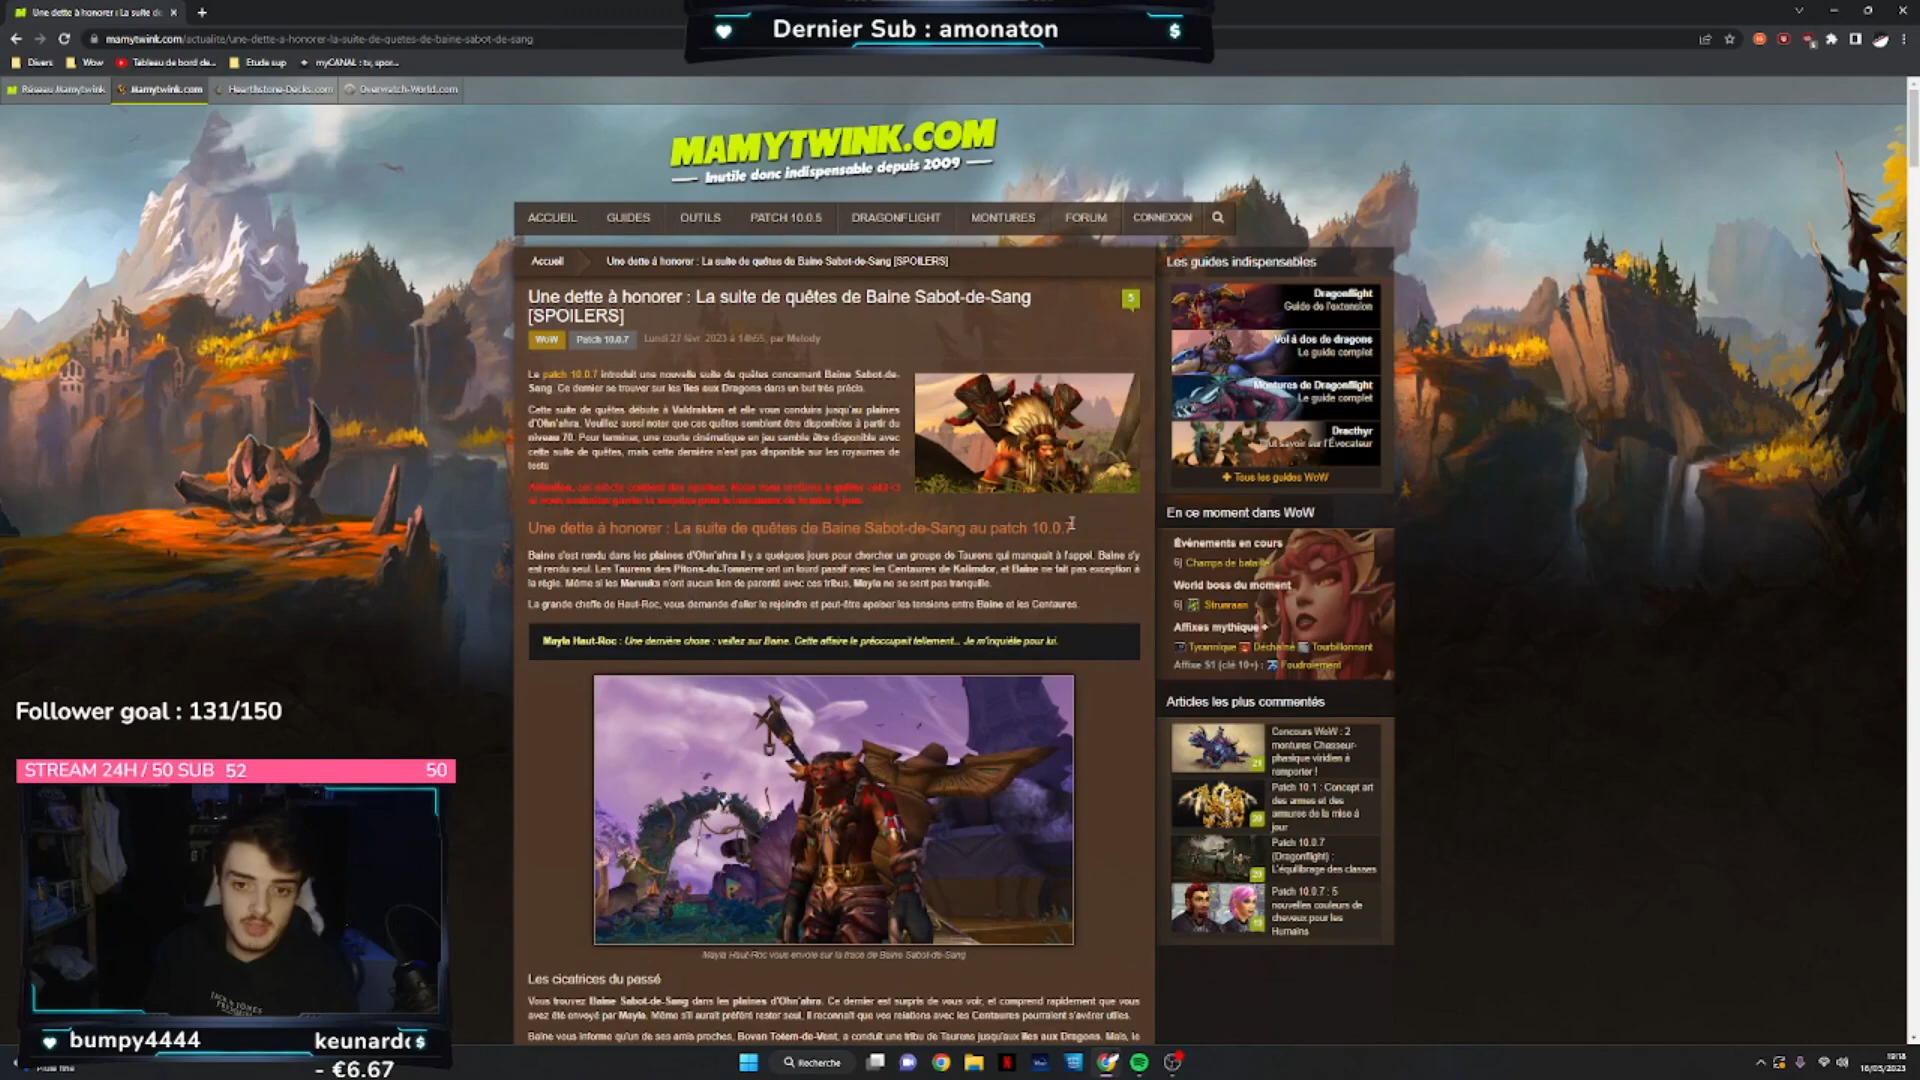 Une dette à honorer : La suite de
mamytwink.com/actualite/une-dette-a-honorer-la-suite-de-quetes-de-baine-sabot-de-sang
Dernier Sub : amonaton
Divers Wow Tableau de bord de... Etude sup myCANAL : tv, spor...
Réseau Mamytwink Mamytwink.com Hearthstone-Decks.com Overwatch-World.com
MAMYTWINK.COM
Inutile donc indispensable depuis 2009
ACCUEIL GUIDES OUTILS PATCH 10.0.5 DRAGONFLIGHT MONTURES FORUM CONNEXION
Accueil Une dette à honorer : La suite de quêtes de Baine Sabot-de-Sang [SPOILERS]
Une dette à honorer : La suite de quêtes de Baine Sabot-de-Sang
[SPOILERS]
5
WoW Patch 10.0.7 Lundi 27 févr. 2023 à 14h55, par Melody
Le patch 10.0.7 introduit une nouvelle suite de quêtes concernant Baine Sabot-de-
Sang. Ce dernier se trouver sur les Iles aux Dragons dans un but très précis.
Cette suite de quêtes débute à Valdrakken et elle vous conduira jusqu'au plaines
d'Ohn'ahra. Veuillez aussi noter que ces quêtes semblent être disponibles à partir du
niveau 70. Pour terminer, une courte cinématique en jeu semble être disponible avec
cette suite de quêtes, mais cette dernière n'est pas disponible sur les royaumes de
tests
Une dette à honorer : La suite de quêtes de Baine Sabot-de-Sang au patch 10.0.7
Baine s'est rendu dans les plaines d'Ohn'ahra il y a quelques jours pour chercher un groupe de Taurens qui manquait à l'appel. Baine s'y
est rendu seul. Les Taurens des Pitons-du-Tonnerre ont un lourd passif avec les Centaures de Kalimdor, et Baine ne fait pas exception à
la règle. Même si les Maruuks n'ont aucun lien de parenté avec ces tribus, Mayla ne se sent pas tranquille.
La grande cheffe de Haut-Roc, vous demande d'aller le rejoindre et peut-être apaiser les tensions entre Baine et les Centaures.
Mayla Haut-Roc : Une dernière chose : veillez sur Baine. Cette affaire le préoccupait tellement... Je m'inquiète pour lui.
Mayla Haut-Roc vous envoie sur la trace de Baine Sabot-de-Sang
Les cicatrices du passé
Vous trouvez Baine Sabot-de-Sang dans les plaines d'Ohn'ahra. Ce dernier est surpris de vous voir, et comprend rapidement que vous
avez été envoyé par Mayla. Même s'il aurait préféré rester seul, il reconnaît que vos relations avec les Centaures pourraient s'avérer utiles.
Baine vous informe qu'un de ses amis proches, Bovan Totem-de-Vent, a conduit une tribu de Taurens jusqu'aux Iles aux Dragons. Mais, le
Les guides indispensables
Dragonflight
Guide de l'extension
Vol à dos de dragons
Le guide complet
Montures de Dragonflight
Le guide complet
Dracthyr
Tout savoir sur l'Évocateur
+ Tous les guides WoW
En ce moment dans WoW
Événements en cours
6j Champs de bataille
World boss du moment
6j Strunraan
Affixes mythique +
Tyrannique Déchaîné Tourbillonnant
Affixe S1 (clé 10+) : Foudroiement
Articles les plus commentés
Concours WoW : 2
montures Chasseur-
phasique viridien à
remporter !
Patch 10.1 : Concept art
des armes et des
armures de la mise à
jour
Patch 10.0.7
(Dragonflight) :
L'équilibrage des classes
Patch 10.0.7 : 5
nouvelles couleurs de
cheveux pour les
Humains
Follower goal : 131/150
STREAM 24H / 50 SUB 52 50
JACK & JONES
bumpy4444 keunardo
- €6.67
Recherche
19:18
16/03/2023